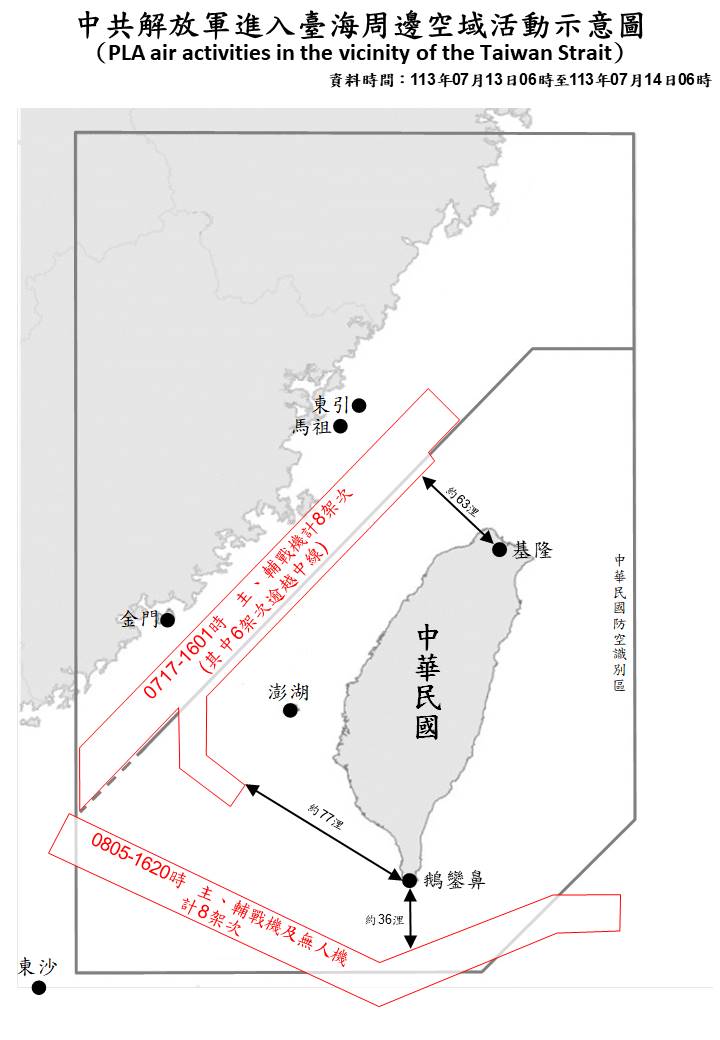 中共解放軍進入臺海周邊空域活動示意圖
（PLA air activities in the vicinity of the Taiwan Strait）
資料時間：113年07月13日06時至113年07月14日06時
東引
馬祖
約63浬
0717-1601時 主、輔戰機計8架次
(其中6架次逾越中線)
基隆
中華民國防空識別區
金門
中華民國
澎湖
約77浬
鵝鑾鼻
0805-1620時 主、輔戰機及無人機
計8架次
約36浬
東沙